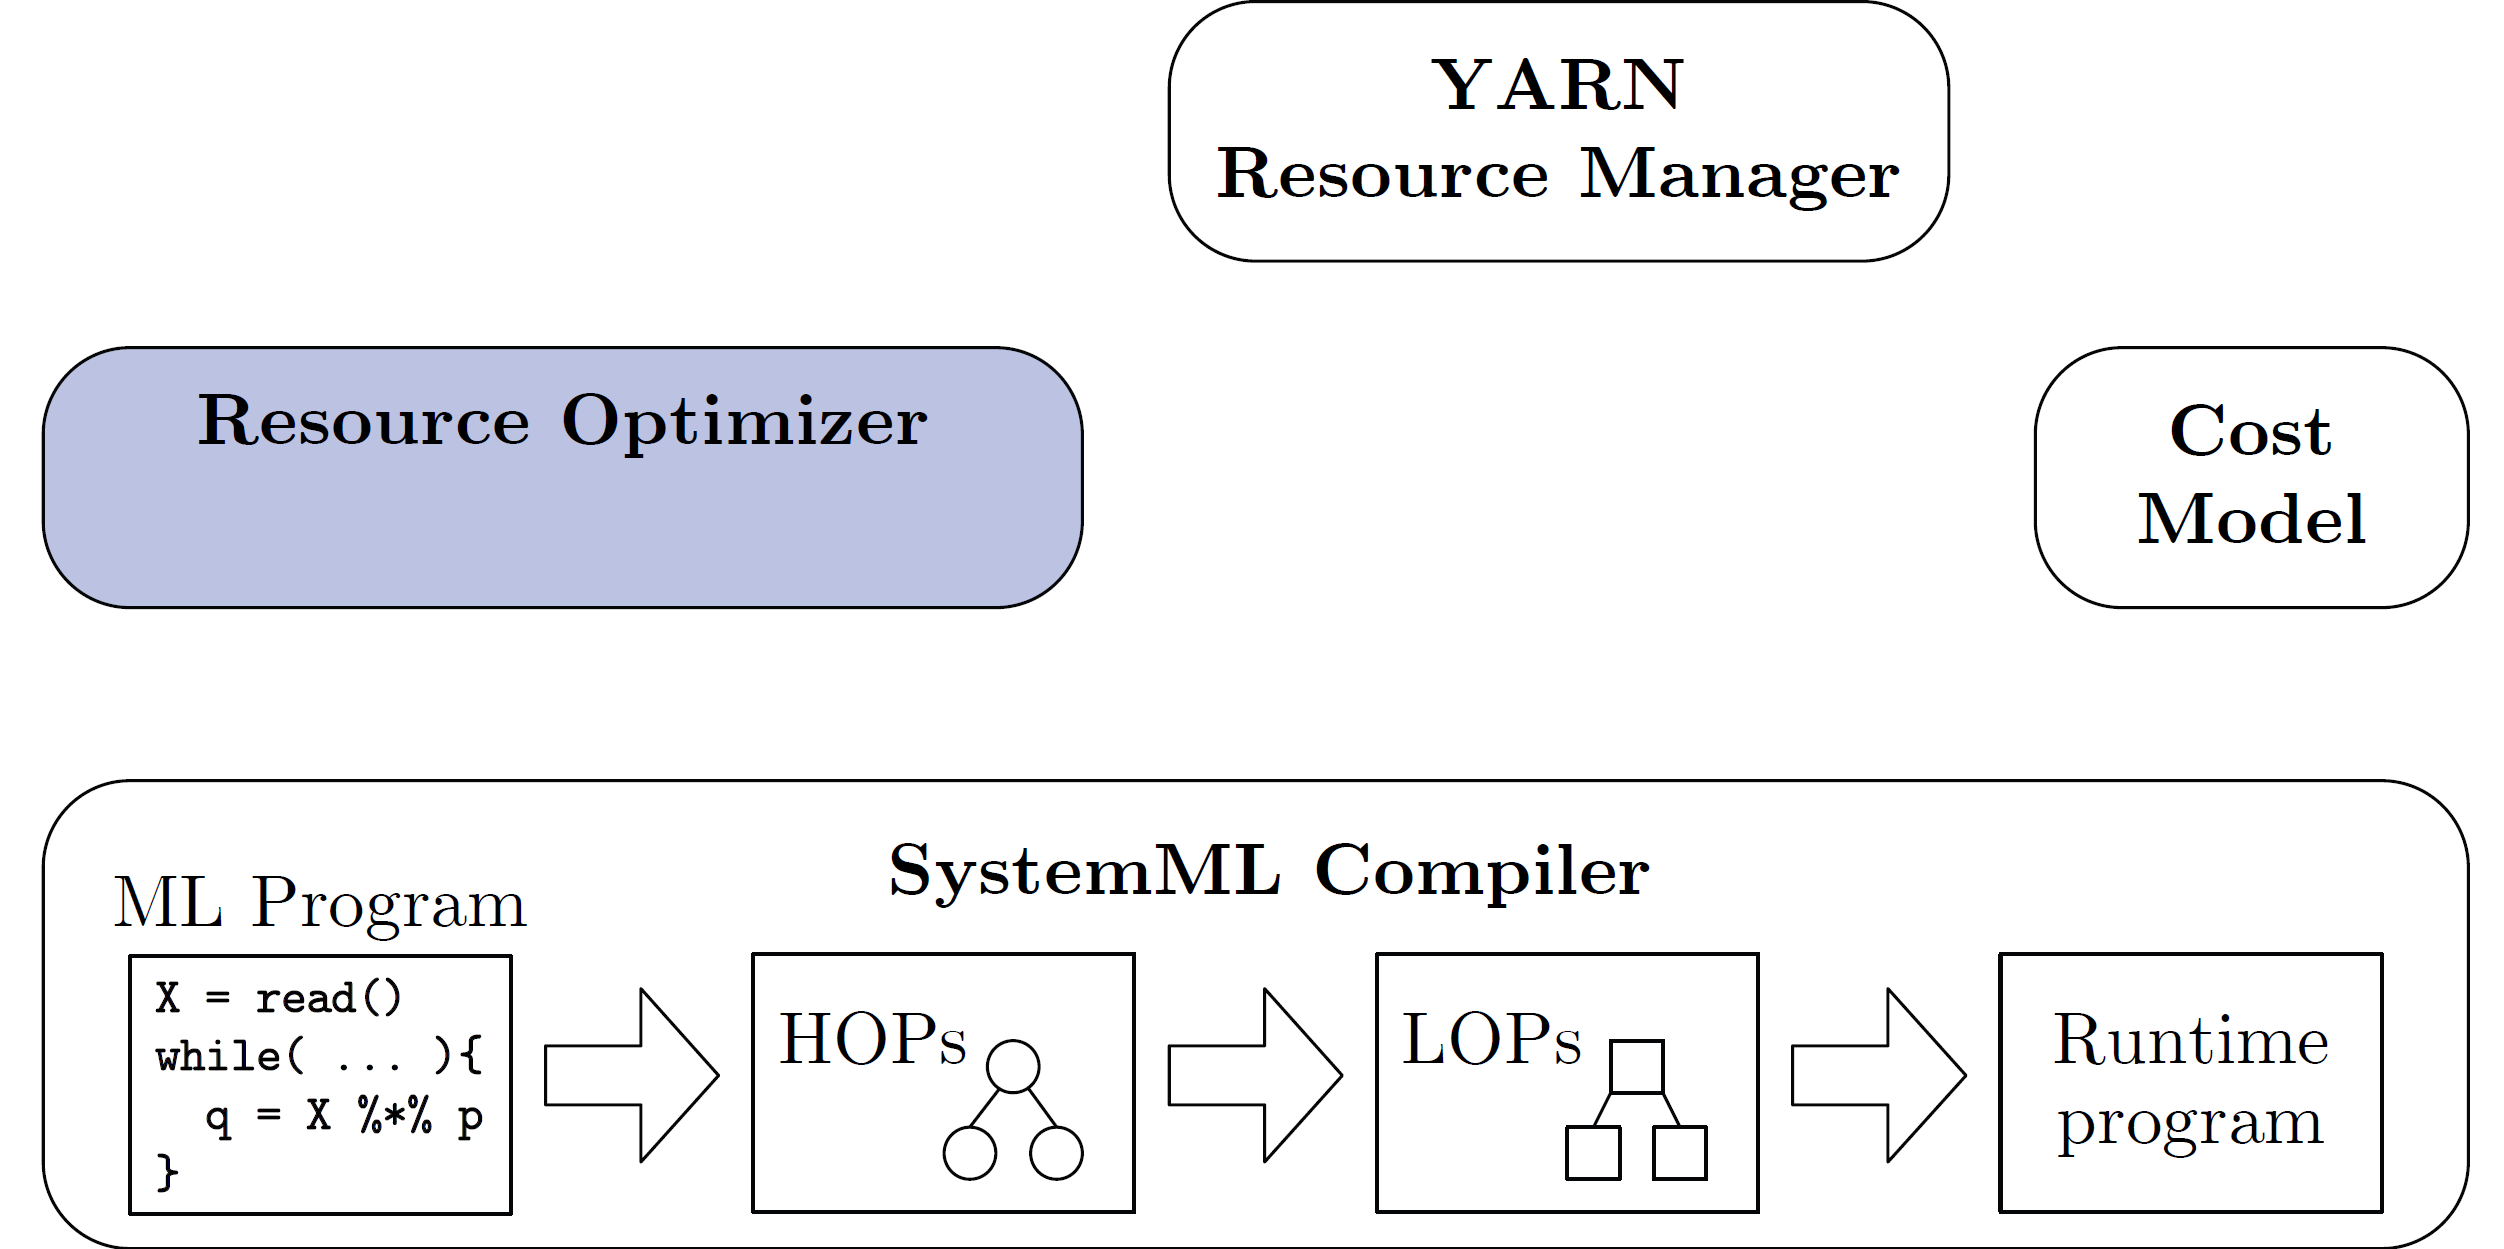 YARN
Resource Manager
Resource Optimizer
Cost
Model
SystemML Compiler
ML Program
X = read()
while( ... ){
  q = X %*% p
}
HOPs
LOPs
Runtime
program